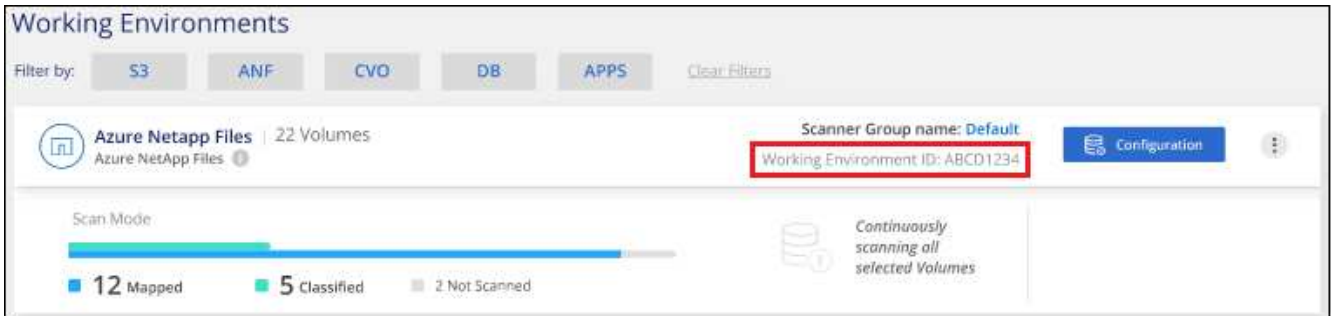 Working Environments
Filter by: S3 ANF CVO DB APPS Clear Filters
Azure Netapp Files | 22 Volumes
Azure NetApp Files
Scanner Group name: Default
Working Environment ID: ABCD1234
Configuration
Scan Mode
12 Mapped 5 Classified 2 Not Scanned
Continuously
scanning all
selected Volumes